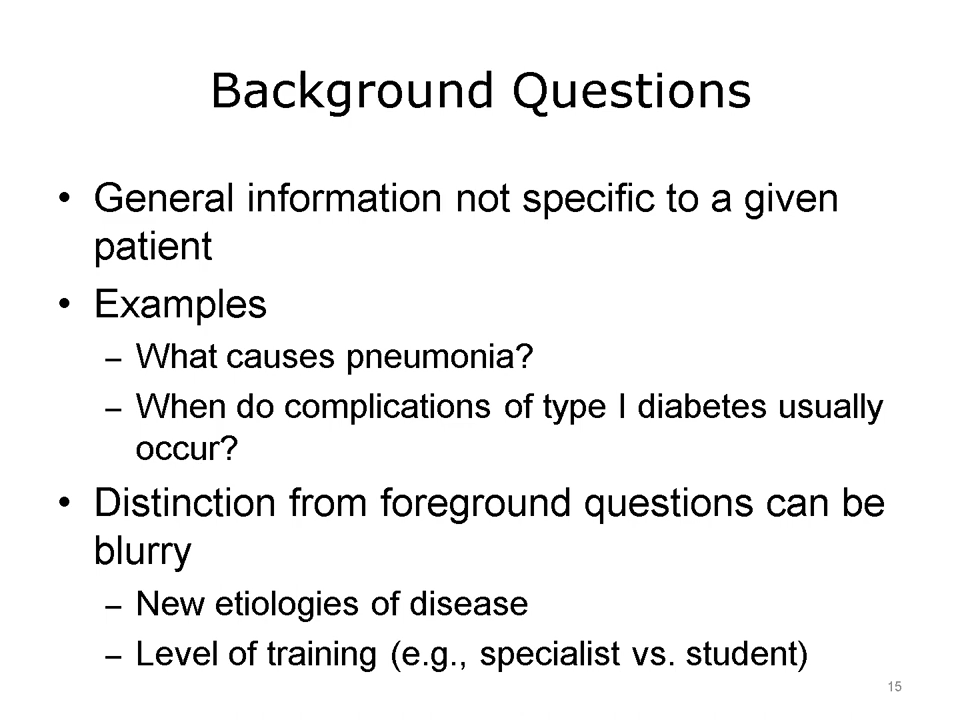 Background Questions
• General information not specific to a given
patient
• Examples
– What causes pneumonia?
– When do complications of type I diabetes usually
occur?
• Distinction from foreground questions can be
blurry
– New etiologies of disease
– Level of training (e.g., specialist vs. student)
15